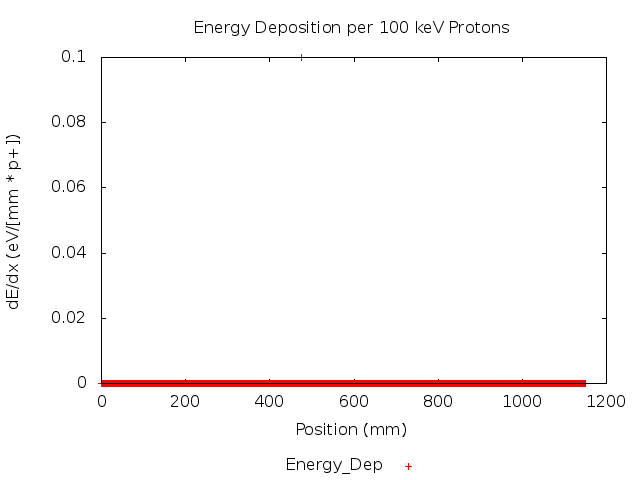 Energy Deposition per 100 keV Protons
dE/dx (eV/[mm * p+])
0.1
0.08
0.06
0.04
0.02
0
0 200 400 600 800 1000 1200
Position (mm)
Energy_Dep